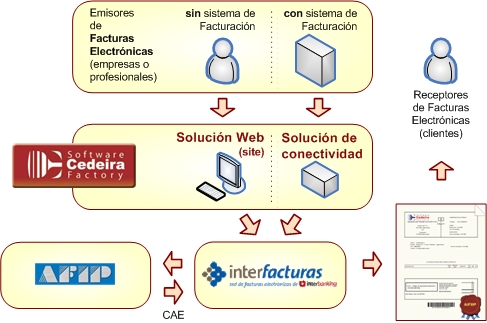 Emisores
de
Facturas
Electrónicas
(empresas o
profesionales)
sin sistema de
Facturación
con sistema de
Facturación
Receptores
de Facturas
Electrónicas
(clientes)
Software
Cedeira
Factory
Solución Web
(site)
Solución de
conectividad
AFIP
CAE
interfacturas
red de facturas electrónicas de interbanking
Cedeira
AFIP